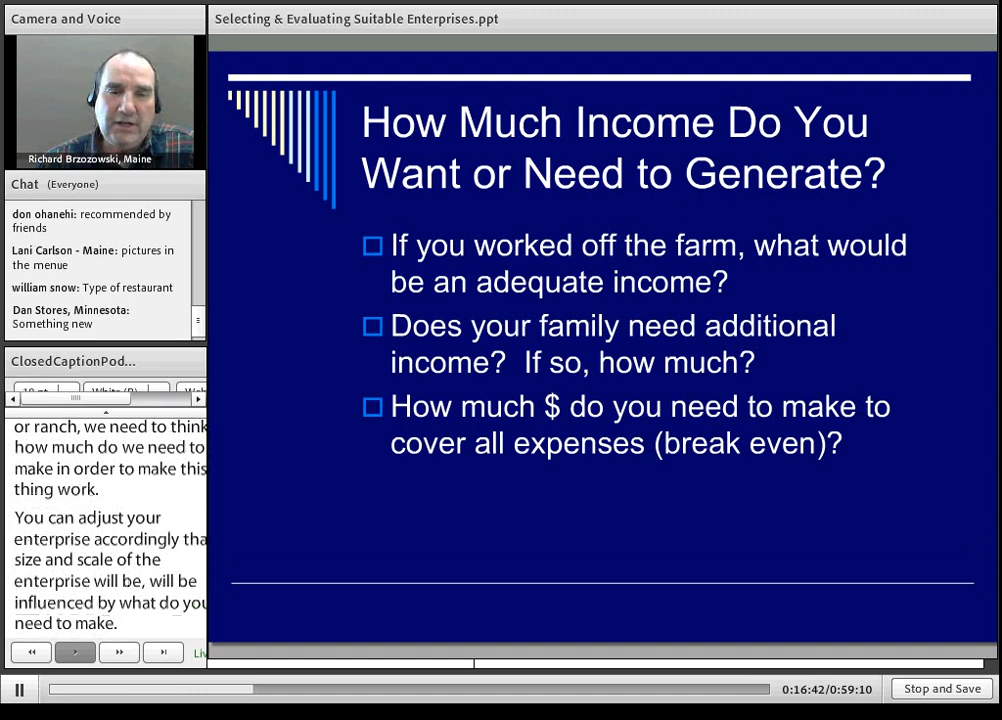 Camera and Voice
Richard Brzozowski, Maine
Chat (Everyone)
don ohanehi: recommended by
friends
Lani Carlson - Maine: pictures in
the menue
william snow: Type of restaurant
Dan Stores, Minnesota:
Something new
ClosedCaptionPod...
or ranch, we need to think
how much do we need to
make in order to make this
thing work.
You can adjust your
enterprise accordingly tha
size and scale of the
enterprise will be, will be
influenced by what do you
need to make.
Liv
Selecting & Evaluating Suitable Enterprises.ppt
How Much Income Do You
Want or Need to Generate?
If you worked off the farm, what would
be an adequate income?
Does your family need additional
income? If so, how much?
How much $ do you need to make to
cover all expenses (break even)?
0:16:42/0:59:10
Stop and Save